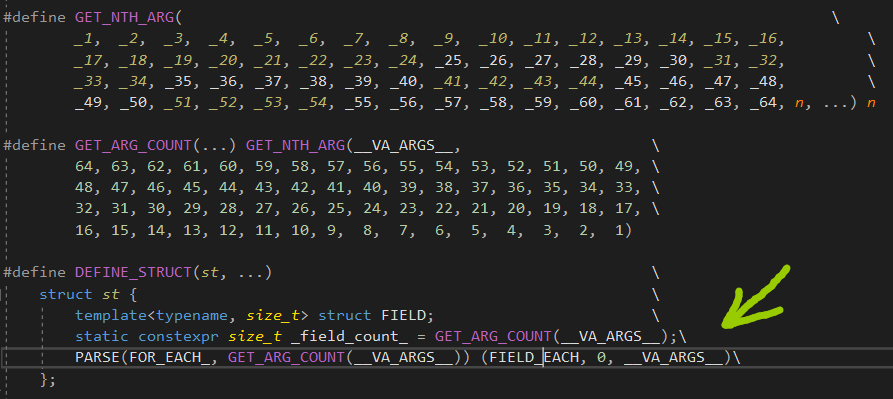 #define GET_NTH_ARG( \
_1, _2, _3, _4, _5, _6, _7, _8, _9, _10, _11, _12, _13, _14, _15, _16, \
_17, _18, _19, _20, _21, _22, _23, _24, _25, _26, _27, _28, _29, _30, _31, _32, \
_33, _34, _35, _36, _37, _38, _39, _40, _41, _42, _43, _44, _45, _46, _47, _48, \
_49, _50, _51, _52, _53, _54, _55, _56, _57, _58, _59, _60, _61, _62, _63, _64, n, ...) n
#define GET_ARG_COUNT(...) GET_NTH_ARG(__VA_ARGS__, \
64, 63, 62, 61, 60, 59, 58, 57, 56, 55, 54, 53, 52, 51, 50, 49, \
48, 47, 46, 45, 44, 43, 42, 41, 40, 39, 38, 37, 36, 35, 34, 33, \
32, 31, 30, 29, 28, 27, 26, 25, 24, 23, 22, 21, 20, 19, 18, 17, \
16, 15, 14, 13, 12, 11, 10, 9, 8, 7, 6, 5, 4, 3, 2, 1)
#define DEFINE_STRUCT(st, ...) \
struct st { \
template<typename, size_t> struct FIELD; \
static constexpr size_t _field_count_ = GET_ARG_COUNT(__VA_ARGS__);\
PARSE(FOR_EACH_, GET_ARG_COUNT(__VA_ARGS__)) (FIELD_EACH, 0, __VA_ARGS__)\
};